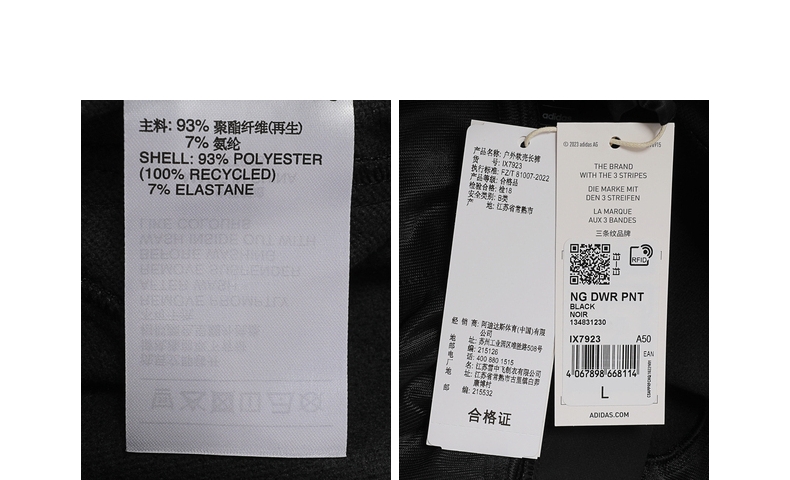 主料: 93% 聚酯纤维(再生)
7% 氨纶
SHELL: 93% POLYESTER
(100% RECYCLED)
7% ELASTANE
产品名称: 户外软壳长裤
货 号: IX7923
执行标准: FZ/T 81007-2022
产品等级: 合格品
检验合格: 检18
安全类别: B类
产 地: 江苏省常熟市
经 销 商: 阿迪达斯体育(中国)有限
公司
地 址: 苏州工业园区唯胜路508号
邮 编: 215126
电 话: 400 880 1515
厂 名: 江苏雪中飞制衣有限公司
地 址: 江苏省常熟市古里镇白茆
康博村
邮 编: 215532
合格证
© 2023 adidas AG
THE BRAND
WITH THE 3 STRIPES
DIE MARKE MIT
DEN 3 STREIFEN
LA MARQUE
AUX 3 BANDES
三条纹品牌
RFID
NG DWR PNT
BLACK
NOIR
134831230
IX7923 A50
EAN
4 067898 668114
L
ADIDAS.COM